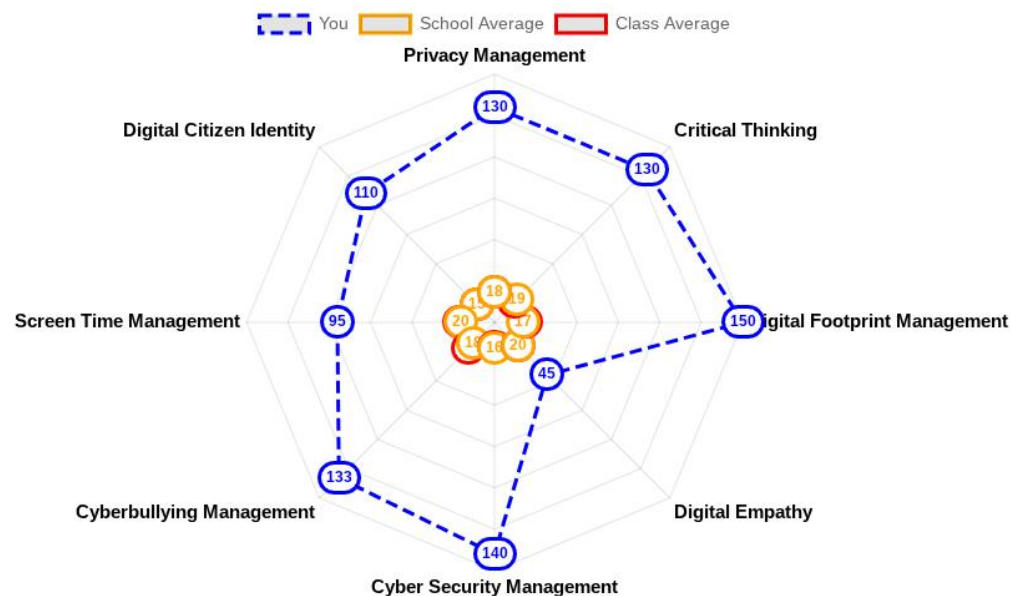 You School Average Class Average
Privacy Management
130
Digital Citizen Identity
Critical Thinking
130
110
18
19
Screen Time Management
95
20
17
150
igital Footprint Management
18
16
20
45
Cyberbullying Management
133
Digital Empathy
140
Cyber Security Management